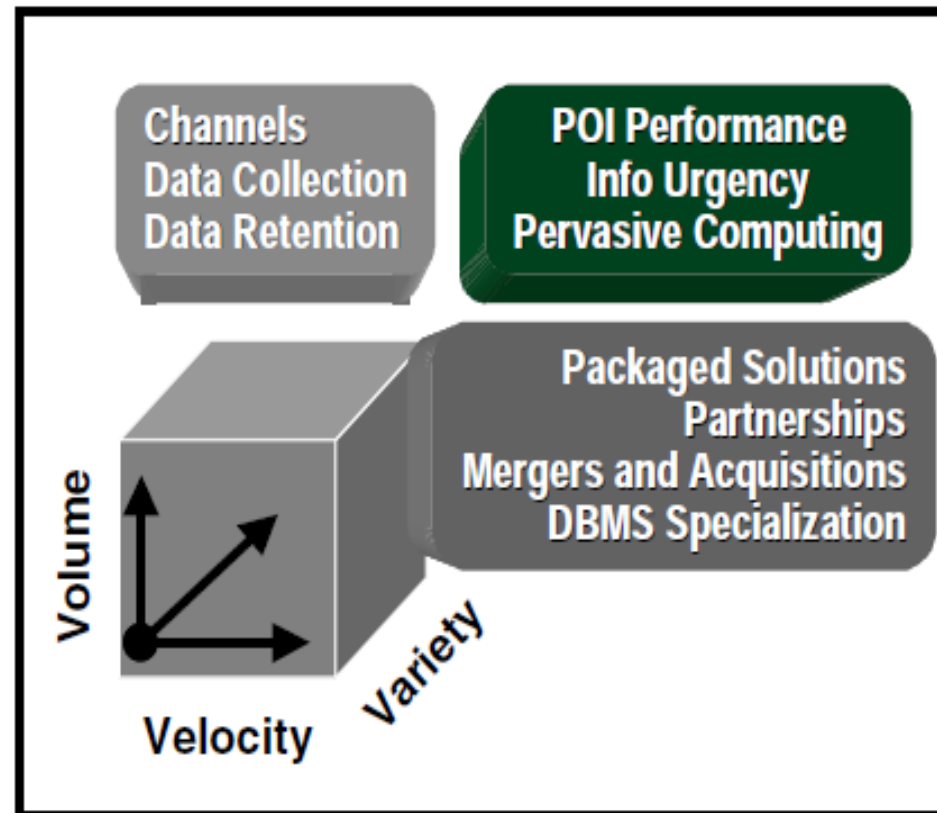 Channels
Data Collection
Data Retention
POI Performance
Info Urgency
Pervasive Computing
Packaged Solutions
Partnerships
Mergers and Acquisitions
DBMS Specialization
Volume
Velocity
Variety